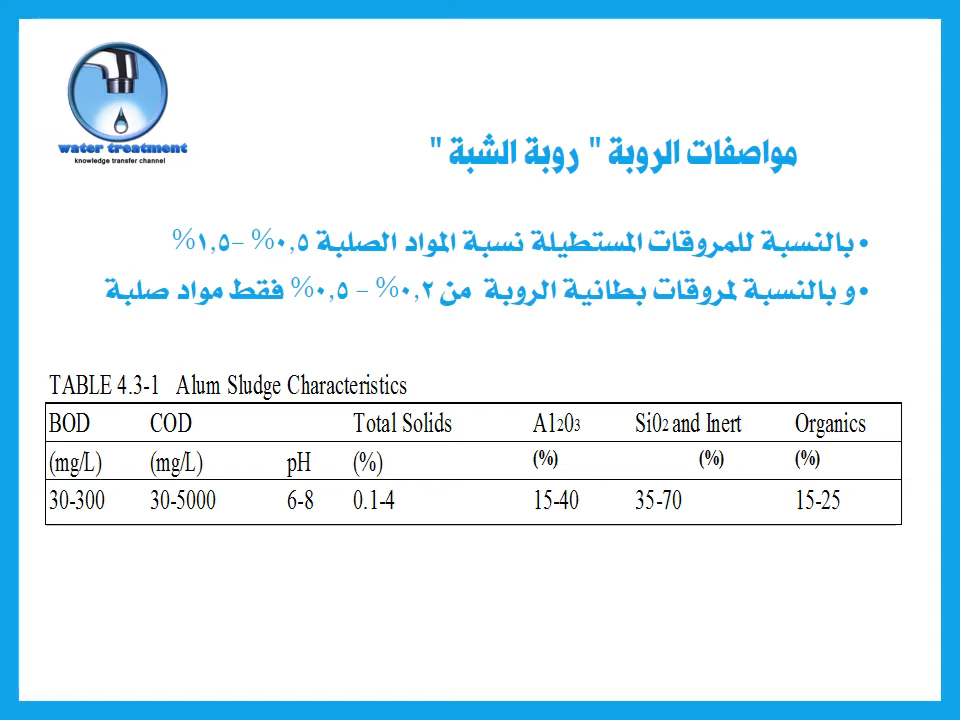 water treatment
knowledge transfer channel
مواصفات الروبة " روبة الشبة "
• بالنسبة للمروقات المستطيلة نسبة المواد الصلبة ٠,٥% –١,٥%
• و بالنسبة لمروقات بطانية الروبة من ٠,٢% – ٠,٥% فقط مواد صلبة
TABLE 4.3-1 Alum Sludge Characteristics
BOD COD Total Solids A1203 Si02 and Inert Organics
(mg/L) (mg/L) pH (%) (%) (%) (%)
30-300 30-5000 6-8 0.1-4 15-40 35-70 15-25